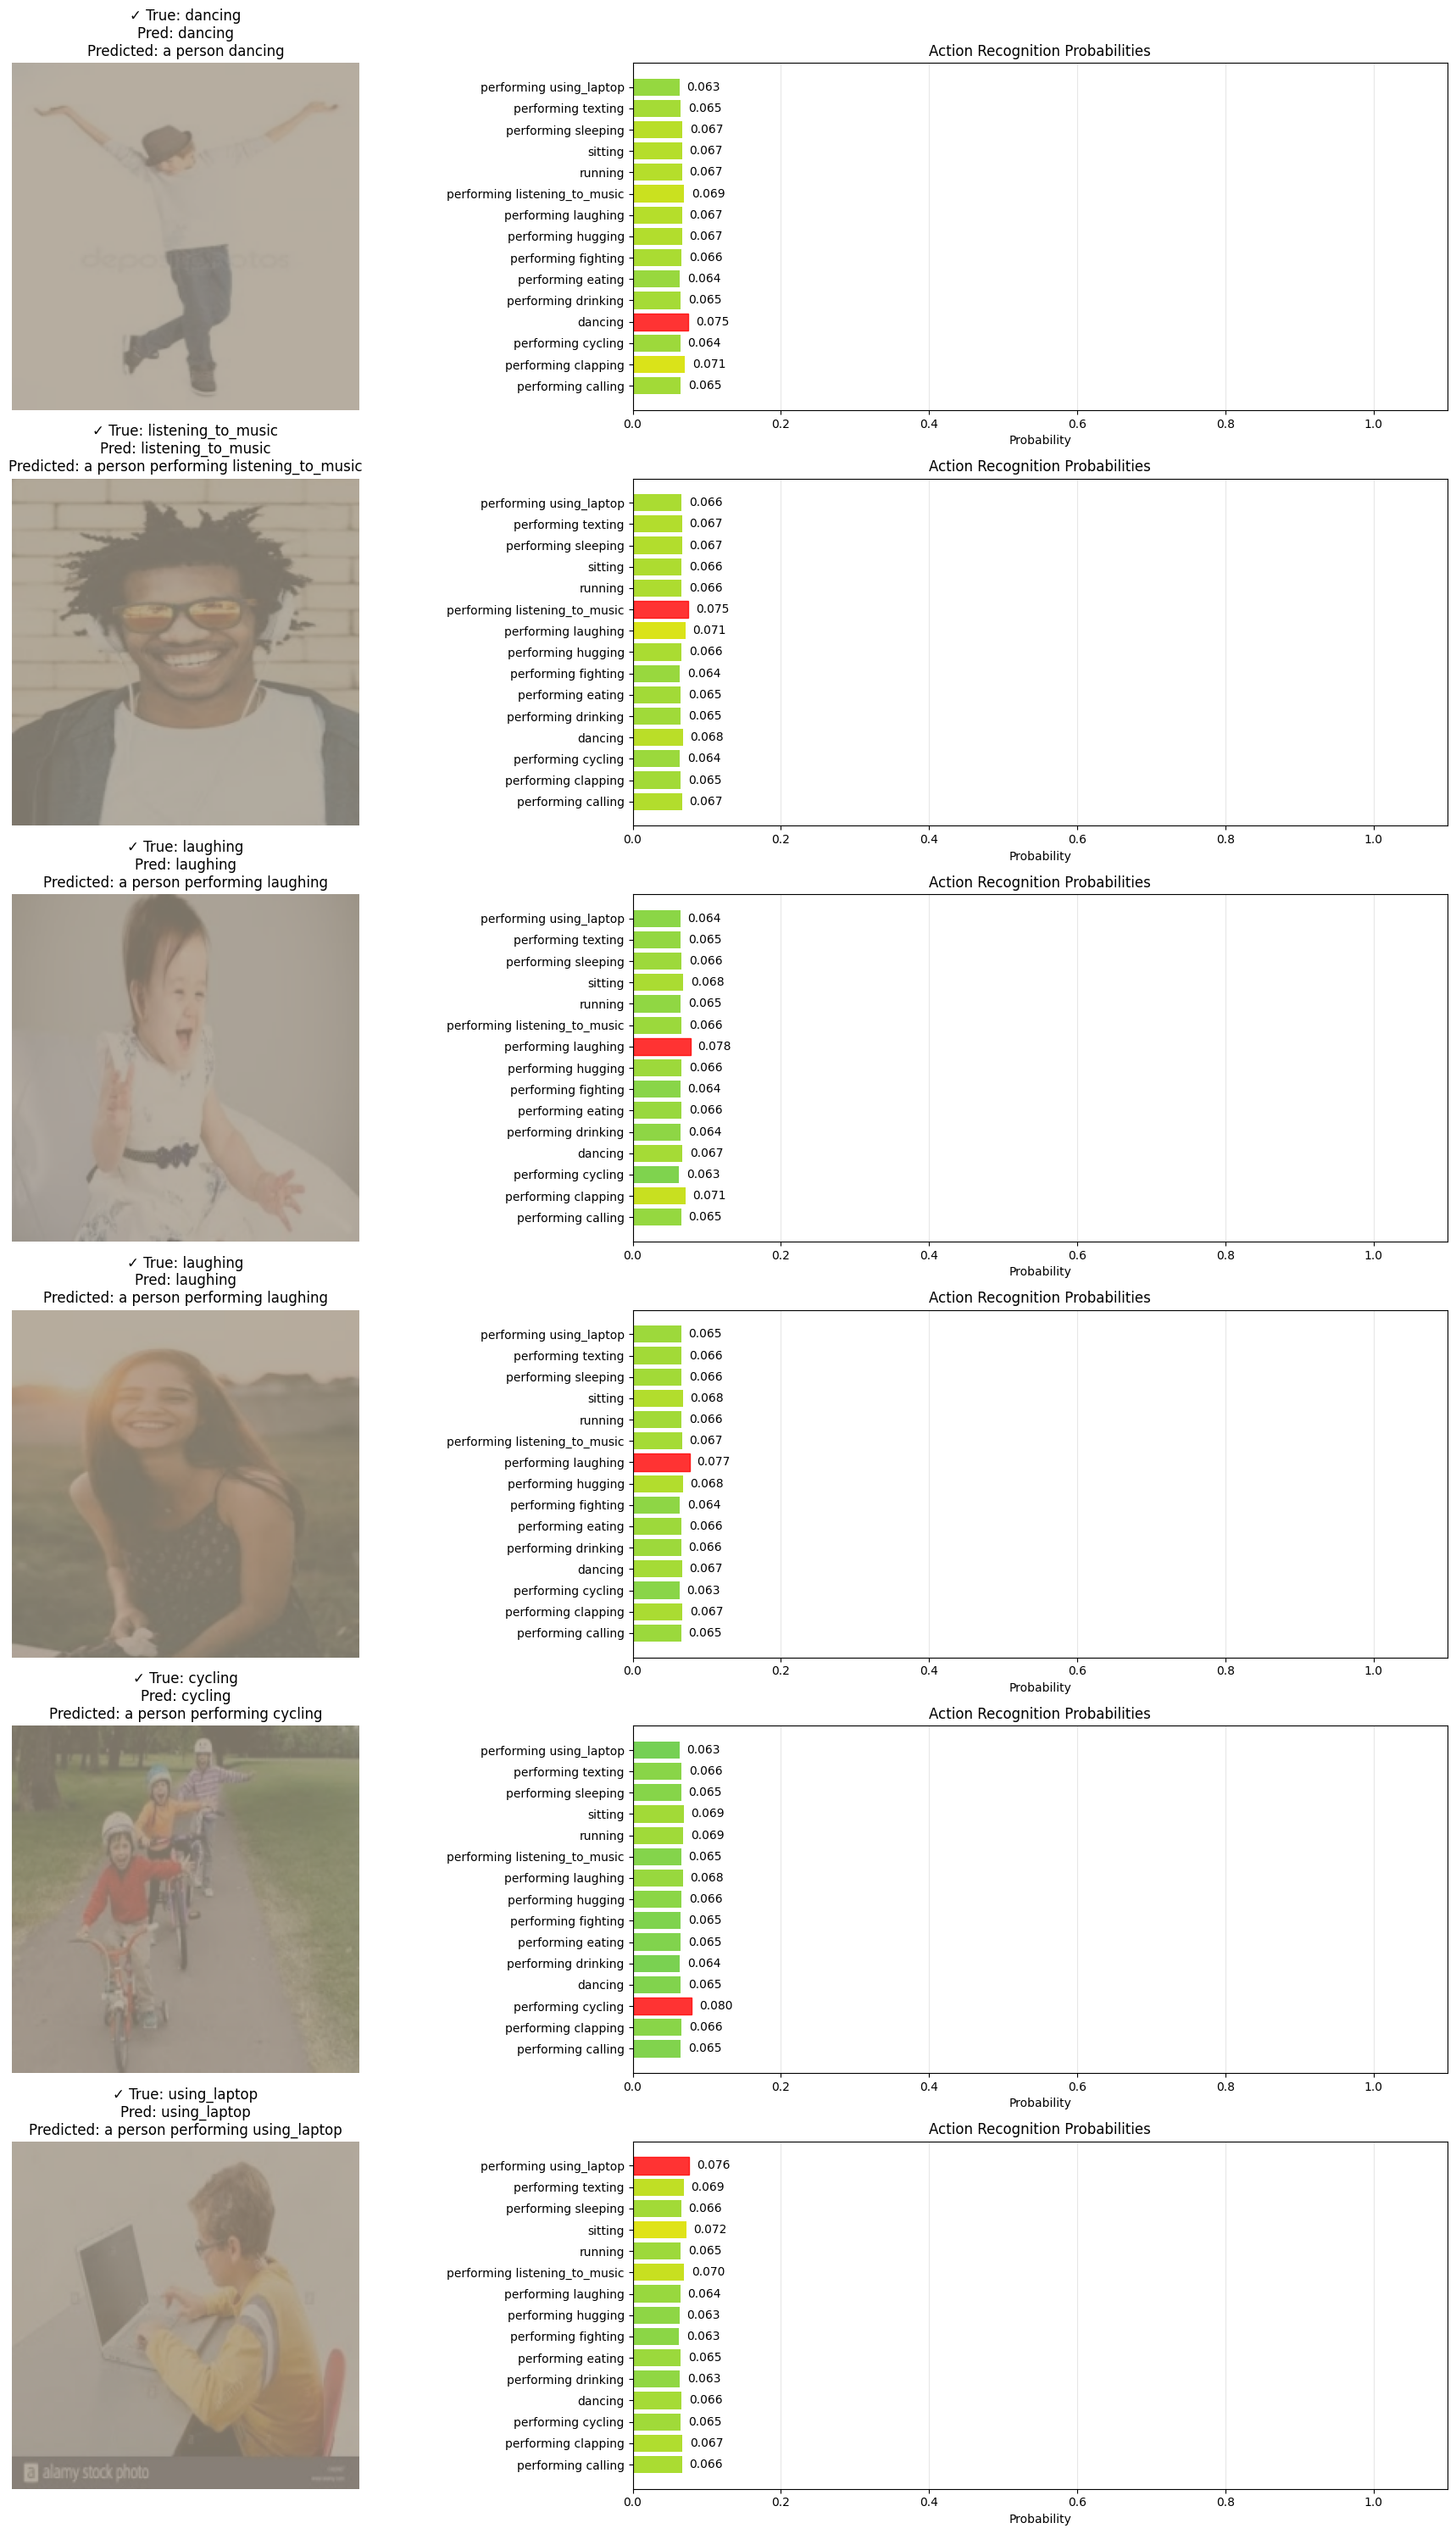 ✓ True: dancing
Pred: dancing
Predicted: a person dancing
depositphotos
Action Recognition Probabilities
performing using_laptop 0.063
performing texting 0.065
performing sleeping 0.067
sitting 0.067
running 0.067
performing listening_to_music 0.069
performing laughing 0.067
performing hugging 0.067
performing fighting 0.066
performing eating 0.064
performing drinking 0.065
dancing 0.075
performing cycling 0.064
performing clapping 0.071
performing calling 0.065
0.0 0.2 0.4 0.6 0.8 1.0
Probability
✓ True: listening_to_music
Pred: listening_to_music
Predicted: a person performing listening_to_music
Action Recognition Probabilities
performing using_laptop 0.066
performing texting 0.067
performing sleeping 0.067
sitting 0.066
running 0.066
performing listening_to_music 0.075
performing laughing 0.071
performing hugging 0.066
performing fighting 0.064
performing eating 0.065
performing drinking 0.065
dancing 0.068
performing cycling 0.064
performing clapping 0.065
performing calling 0.067
0.0 0.2 0.4 0.6 0.8 1.0
Probability
✓ True: laughing
Pred: laughing
Predicted: a person performing laughing
Action Recognition Probabilities
performing using_laptop 0.064
performing texting 0.065
performing sleeping 0.066
sitting 0.068
running 0.065
performing listening_to_music 0.066
performing laughing 0.078
performing hugging 0.066
performing fighting 0.064
performing eating 0.066
performing drinking 0.064
dancing 0.067
performing cycling 0.063
performing clapping 0.071
performing calling 0.065
0.0 0.2 0.4 0.6 0.8 1.0
Probability
✓ True: laughing
Pred: laughing
Predicted: a person performing laughing
Action Recognition Probabilities
performing using_laptop 0.065
performing texting 0.066
performing sleeping 0.066
sitting 0.068
running 0.066
performing listening_to_music 0.067
performing laughing 0.077
performing hugging 0.068
performing fighting 0.064
performing eating 0.066
performing drinking 0.066
dancing 0.067
performing cycling 0.063
performing clapping 0.067
performing calling 0.065
0.0 0.2 0.4 0.6 0.8 1.0
Probability
✓ True: cycling
Pred: cycling
Predicted: a person performing cycling
Action Recognition Probabilities
performing using_laptop 0.063
performing texting 0.066
performing sleeping 0.065
sitting 0.069
running 0.069
performing listening_to_music 0.065
performing laughing 0.068
performing hugging 0.066
performing fighting 0.065
performing eating 0.065
performing drinking 0.064
dancing 0.065
performing cycling 0.080
performing clapping 0.066
performing calling 0.065
0.0 0.2 0.4 0.6 0.8 1.0
Probability
✓ True: using_laptop
Pred: using_laptop
Predicted: a person performing using_laptop
a alamy stock photo
Action Recognition Probabilities
performing using_laptop 0.076
performing texting 0.069
performing sleeping 0.066
sitting 0.072
running 0.065
performing listening_to_music 0.070
performing laughing 0.064
performing hugging 0.063
performing fighting 0.063
performing eating 0.065
performing drinking 0.063
dancing 0.066
performing cycling 0.065
performing clapping 0.067
performing calling 0.066
0.0 0.2 0.4 0.6 0.8 1.0
Probability